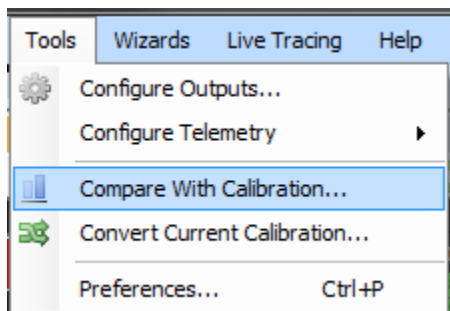 Tools Wizards Live Tracing Help
Configure Outputs...
Configure Telemetry
Compare With Calibration...
Convert Current Calibration...
Preferences... Ctrl+P